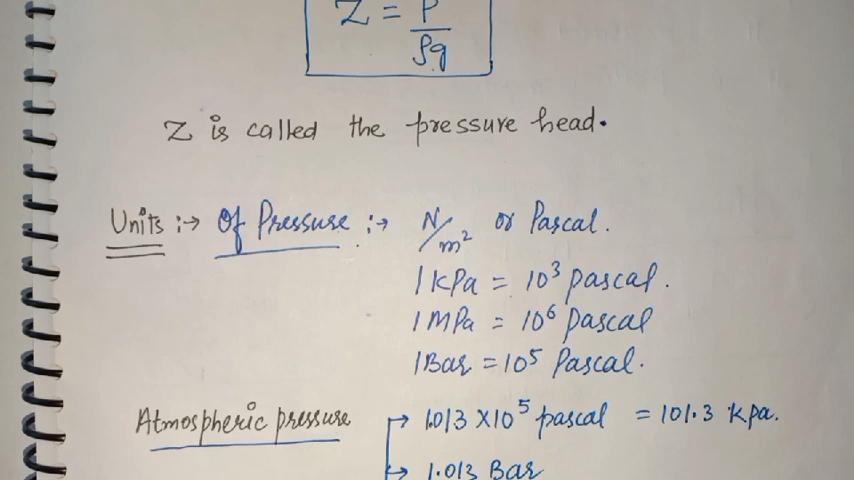 Z = P/ρg
Z is called the pressure head.
Units :→ Of Pressure :→ N/m² or Pascal.
1 KPa = 10³ pascal.
1 MPa = 10⁶ pascal
1 Bar = 10⁵ Pascal.
Atmospheric pressure → 1.013 X 10⁵ pascal = 101.3 Kpa.
→ 1.013 Bar